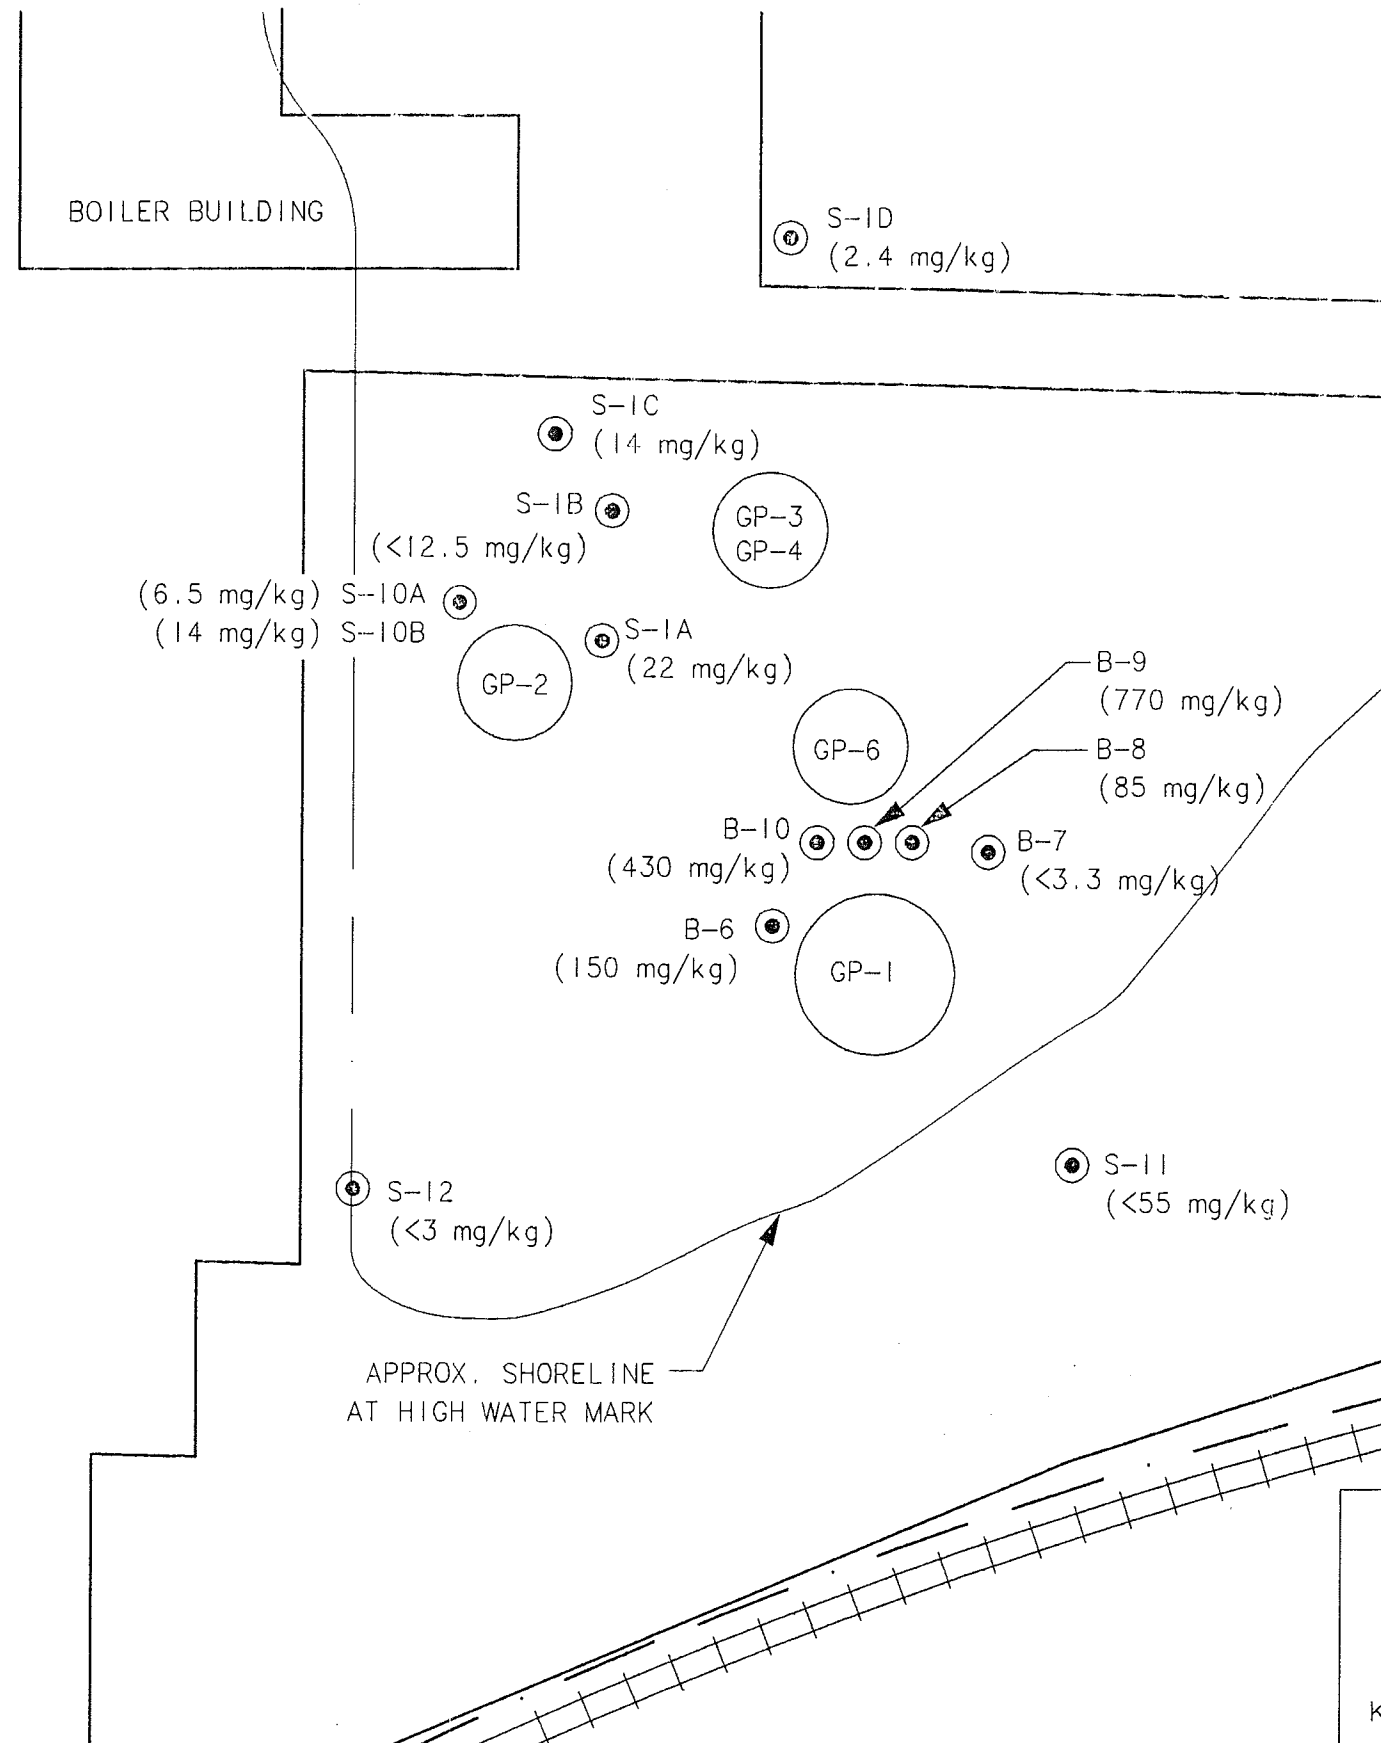 BOILER BUILDING
S-1D
(2.4 mg/kg)
S-1C
(14 mg/kg)
S-1B
(<12.5 mg/kg)
GP-3
GP-4
(6.5 mg/kg) S-10A
(14 mg/kg) S-10B
S-1A
(22 mg/kg)
GP-2
B-9
(770 mg/kg)
GP-6
B-8
(85 mg/kg)
B-10
(430 mg/kg)
B-7
(<3.3 mg/kg)
B-6
(150 mg/kg)
GP-1
S-11
(<55 mg/kg)
S-12
(<3 mg/kg)
APPROX. SHORELINE
AT HIGH WATER MARK